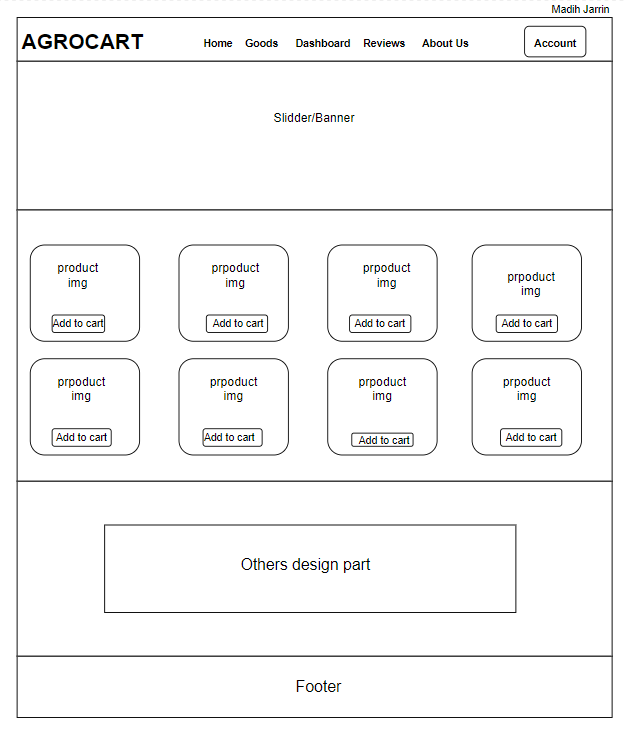 Madih Jarrin
AGROCART Home Goods Dashboard Reviews About Us Account
Slidder/Banner
product
img
Add to cart
prpoduct
img
Add to cart
prpoduct
img
Add to cart
prpoduct
img
Add to cart
prpoduct
img
Add to cart
prpoduct
img
Add to cart
prpoduct
img
Add to cart
prpoduct
img
Add to cart
Others design part
Footer